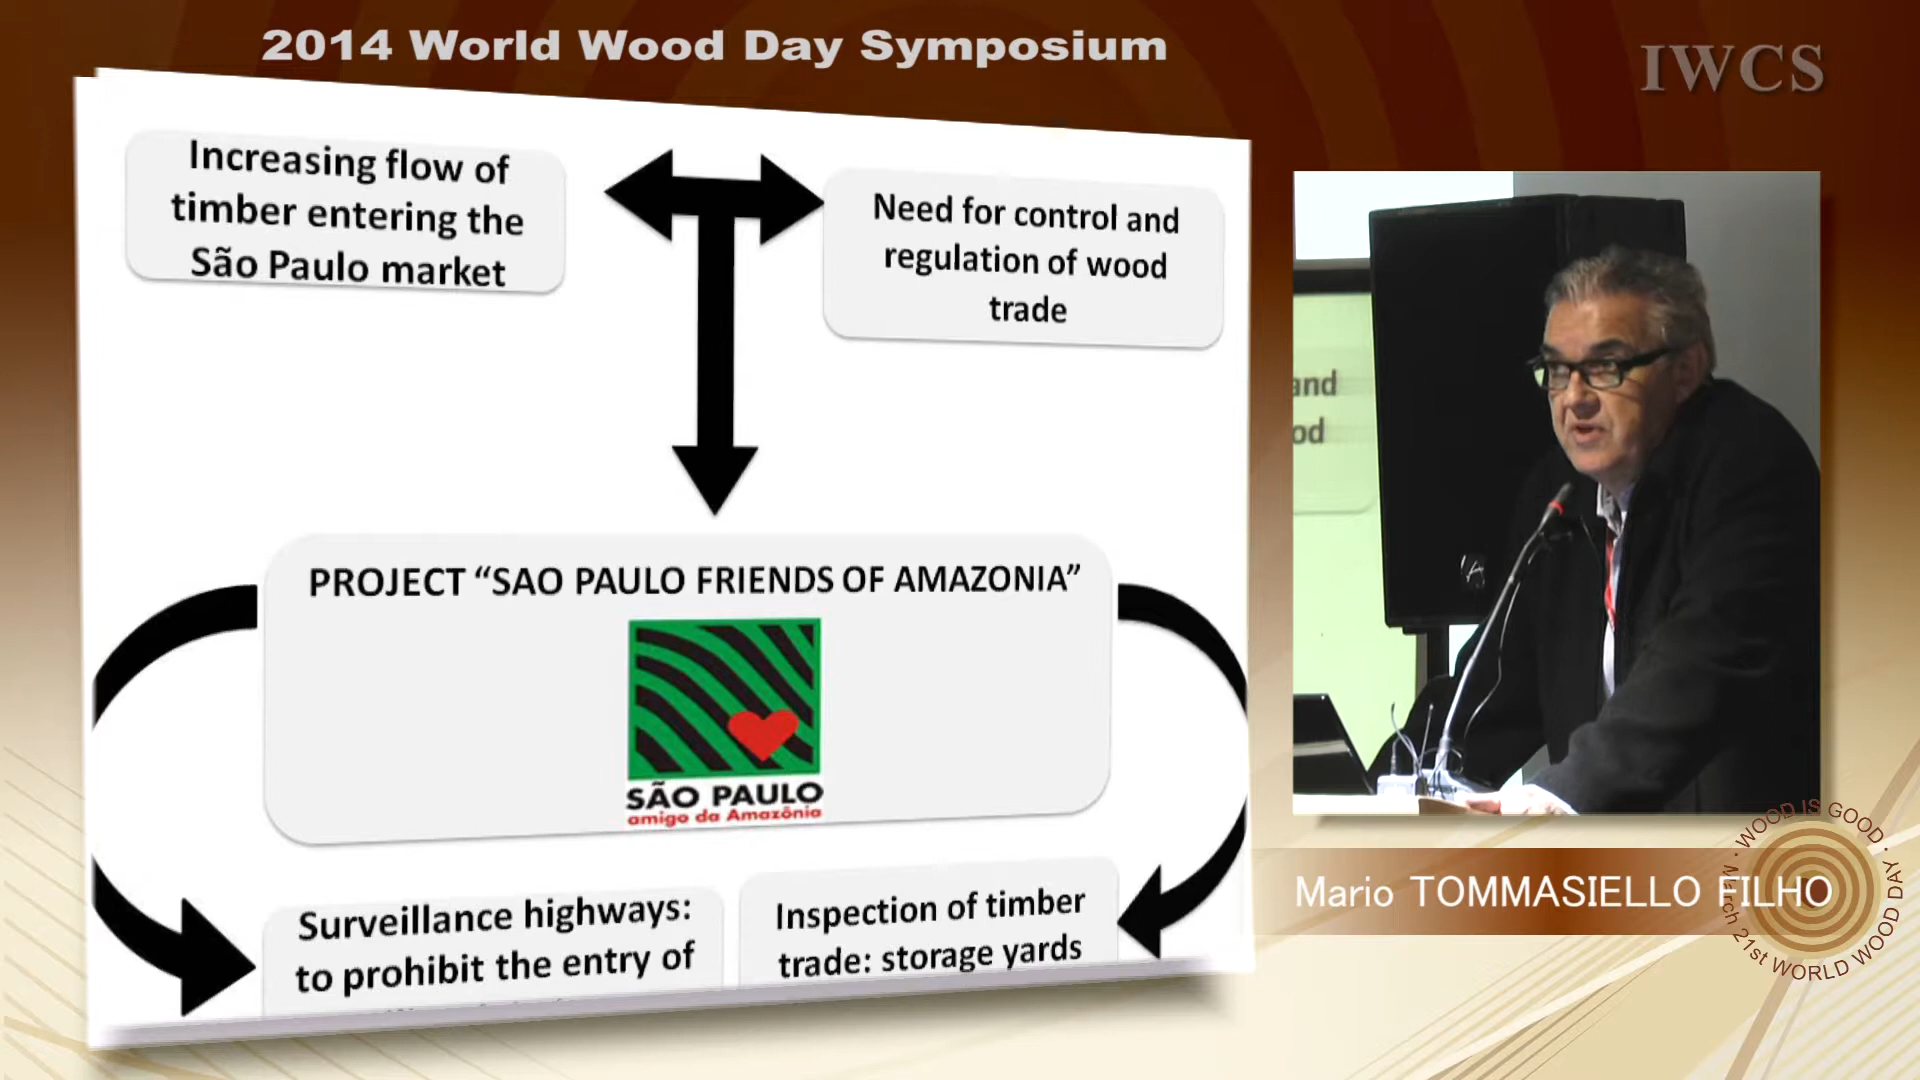 2014 World Wood Day Symposium
IWCS
Increasing flow of
timber entering the
São Paulo market
Need for control and
regulation of wood
trade
PROJECT “SAO PAULO FRIENDS OF AMAZONIA”
SÃO PAULO
amigo da Amazônia
Surveillance highways:
to prohibit the entry of
Inspection of timber
trade: storage yards
and
od
Mario TOMMASIELLO FILHO
WOOD IS GOOD · March 21st WORLD WOOD DAY ·